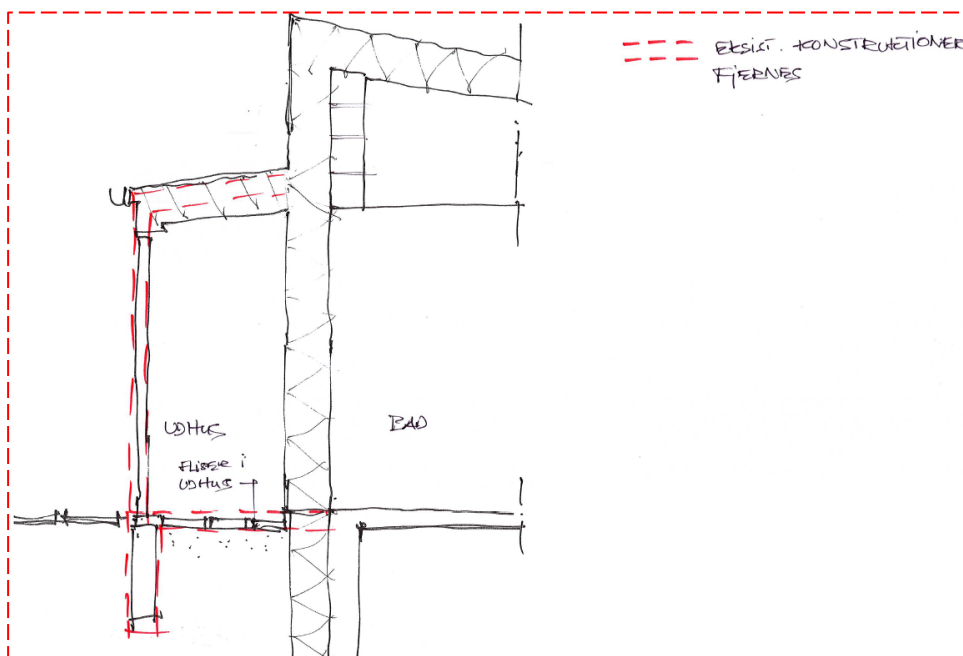 EKSIST. KONSTRUKTIONER
FJERNES
UDHUS
BAD
FLISER i
UDHUS